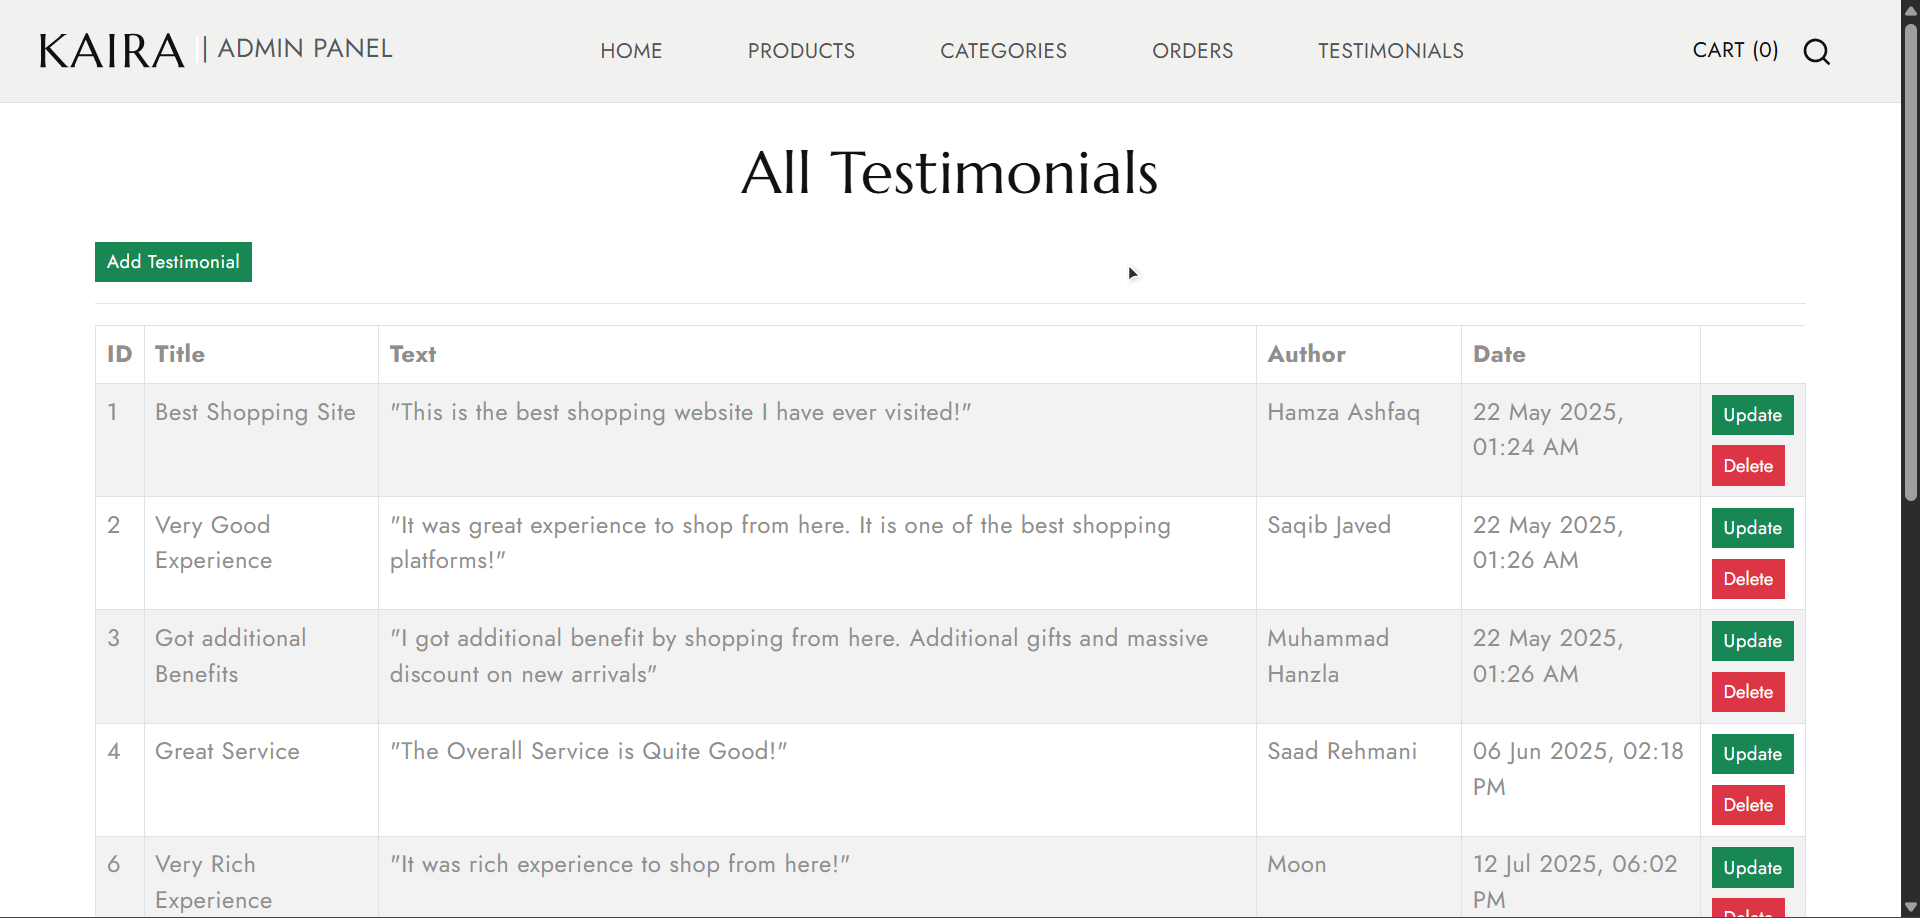 KAIRA | ADMIN PANEL HOME PRODUCTS CATEGORIES ORDERS TESTIMONIALS CART (0)
All Testimonials
Add Testimonial
ID Title Text Author Date
1 Best Shopping Site "This is the best shopping website I have ever visited!" Hamza Ashfaq 22 May 2025, Update
01:24 AM
Delete
2 Very Good "It was great experience to shop from here. It is one of the best shopping Saqib Javed 22 May 2025, Update
Experience platforms!" 01:26 AM
Delete
3 Got additional "I got additional benefit by shopping from here. Additional gifts and massive Muhammad 22 May 2025, Update
Benefits discount on new arrivals" Hanzla 01:26 AM
Delete
4 Great Service "The Overall Service is Quite Good!" Saad Rehmani 06 Jun 2025, 02:18 Update
PM
Delete
6 Very Rich "It was rich experience to shop from here!" Moon 12 Jul 2025, 06:02 Update
Experience PM
Delete